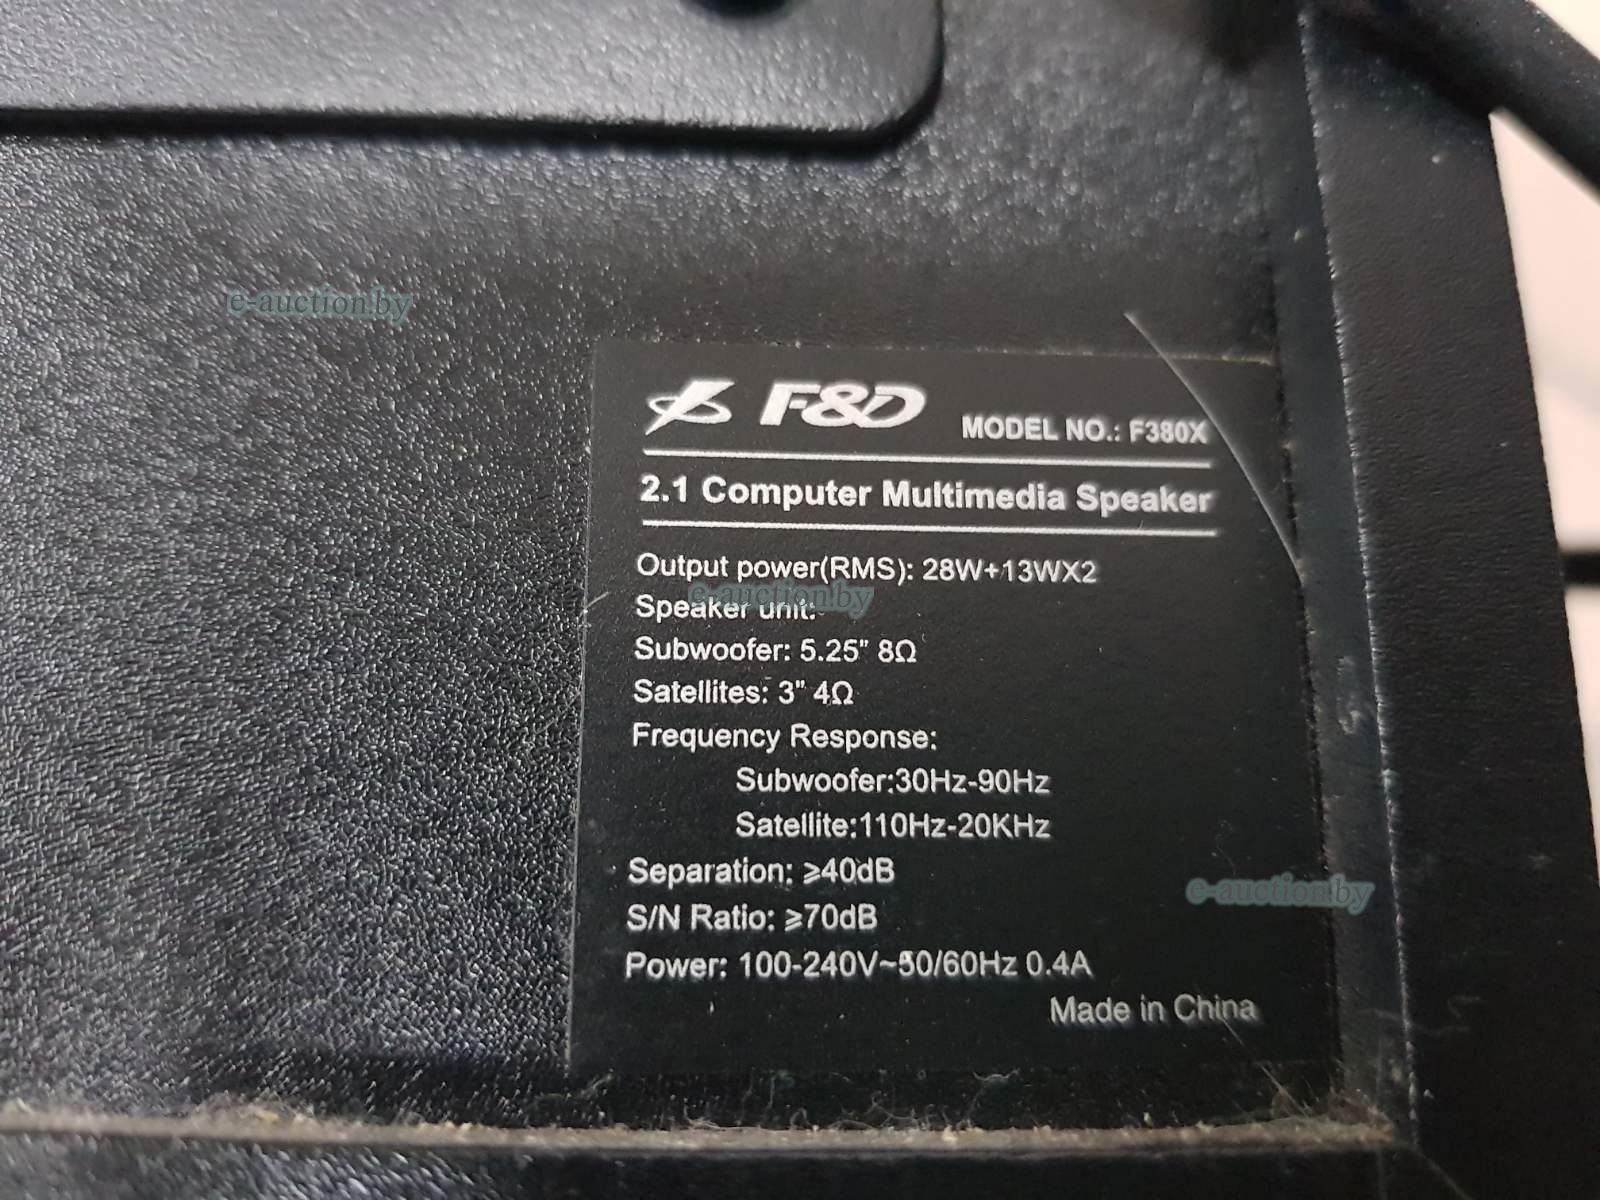 e-auction.by
F&D MODEL NO.: F380X
2.1 Computer Multimedia Speaker
Output power(RMS): 28W+13WX2
e-auction.by
Speaker unit:
Subwoofer: 5.25" 8Ω
Satellites: 3" 4Ω
Frequency Response:
Subwoofer:30Hz-90Hz
Satellite:110Hz-20KHz
Separation: ⩾40dB
e-auction.by
S/N Ratio: ⩾70dB
Power: 100-240V~50/60Hz 0.4A
Made in China